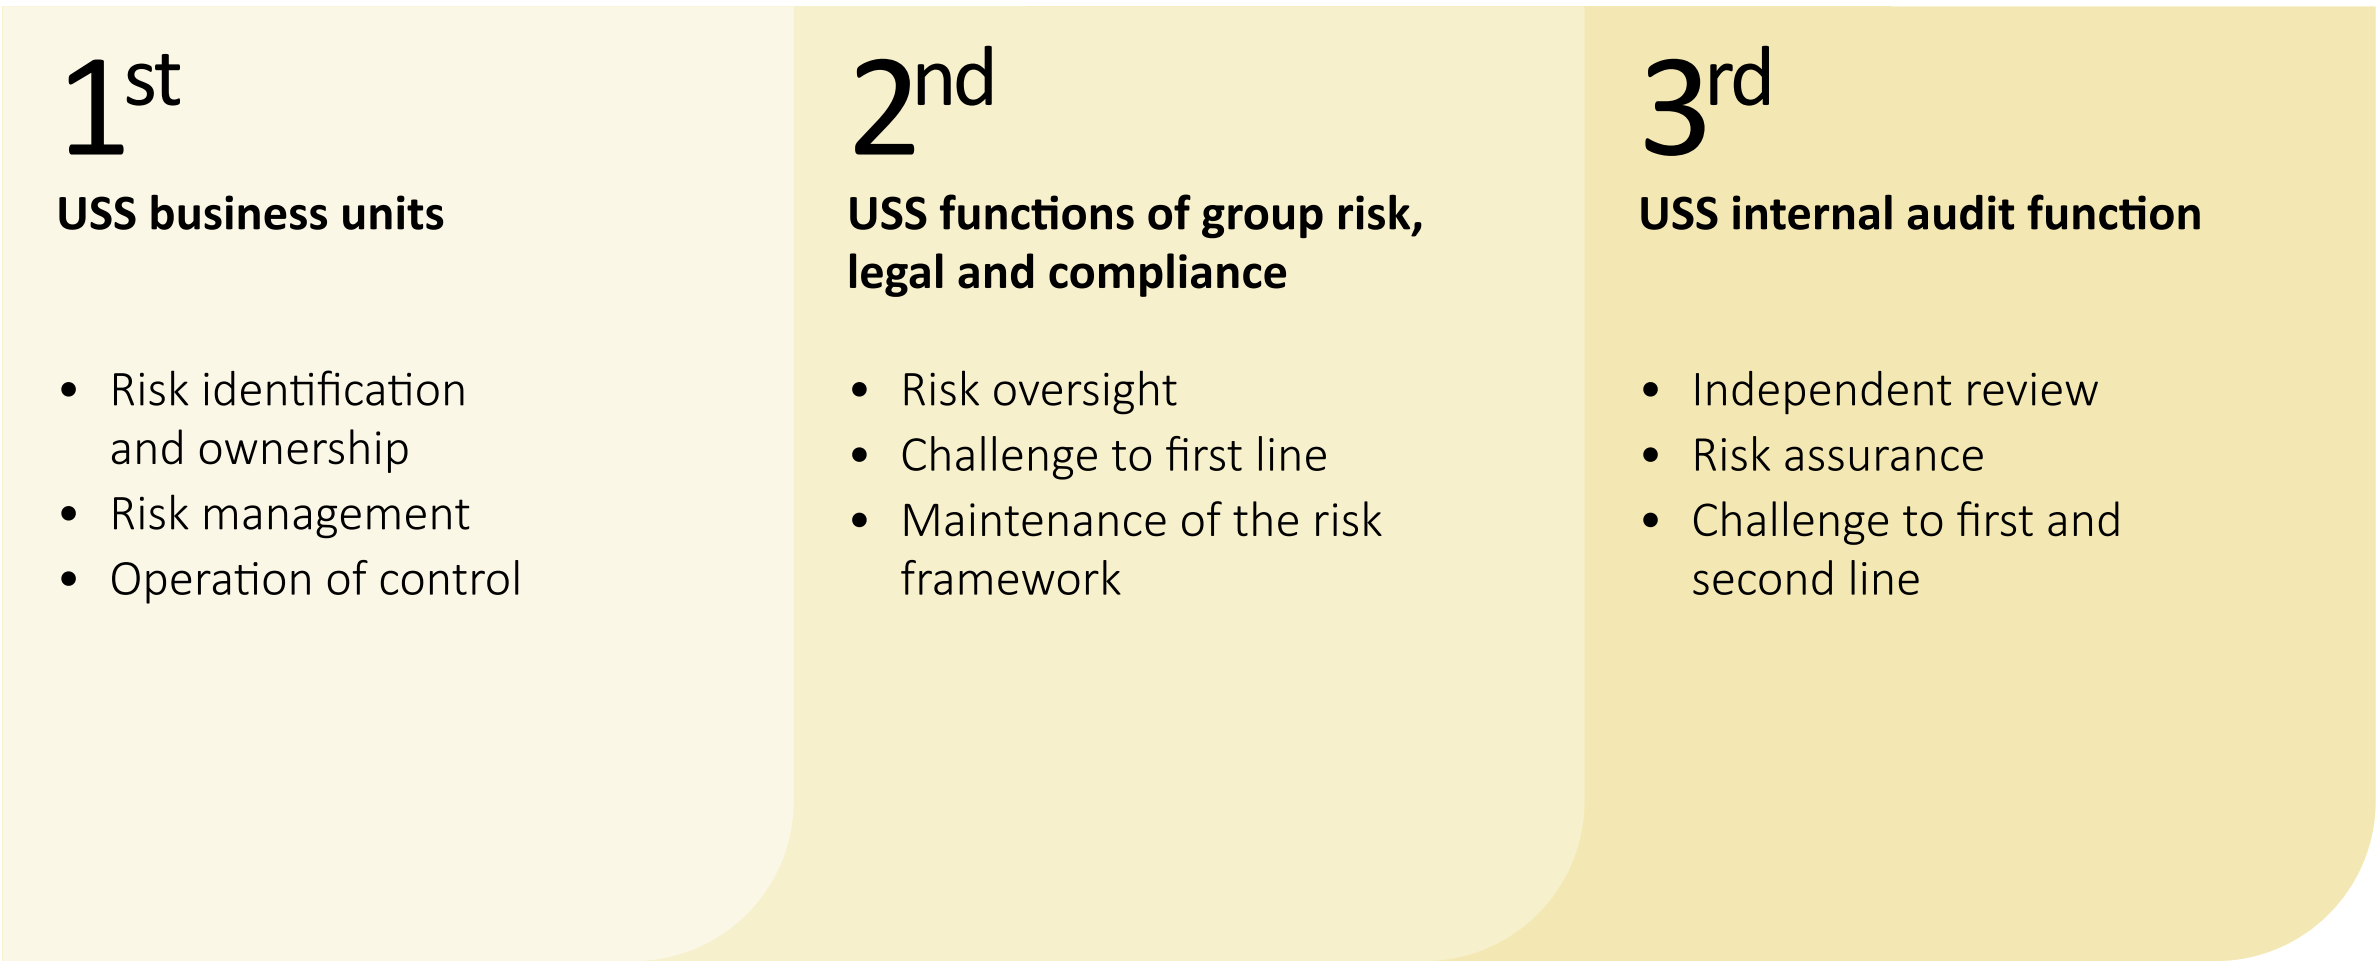 1st
USS business units
• Risk identification
and ownership
• Risk management
• Operation of control
2nd
USS functions of group risk,
legal and compliance
• Risk oversight
• Challenge to first line
• Maintenance of the risk
framework
3rd
USS internal audit function
• Independent review
• Risk assurance
• Challenge to first and
second line